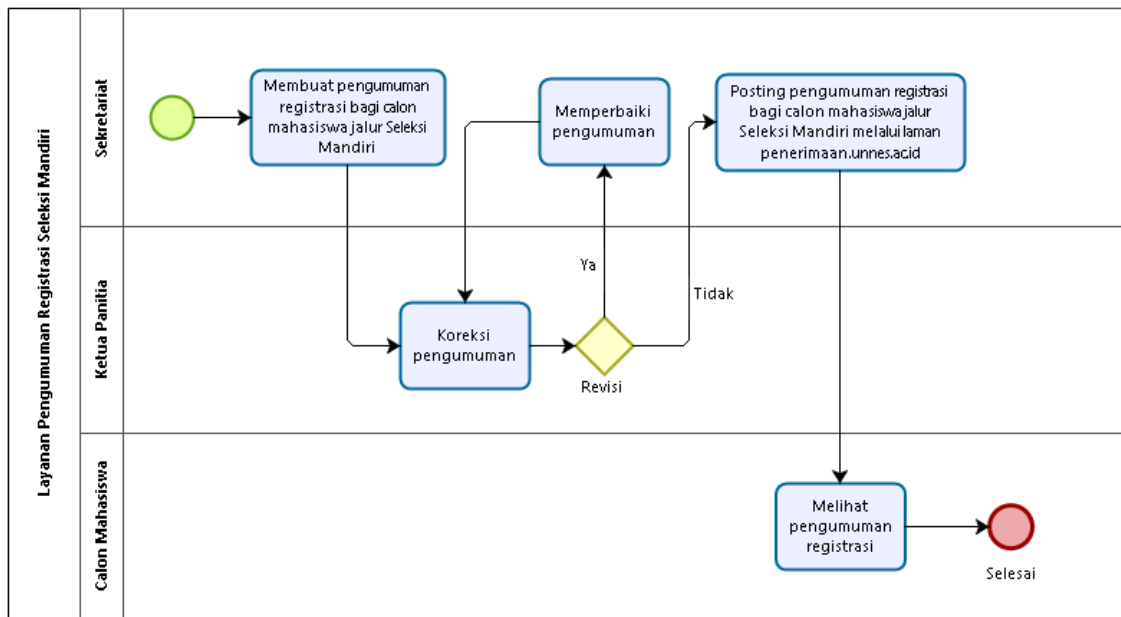 Layanan Pengumuman Registrasi Seleksi Mandiri
Sekretariat
Membuat pengumuman
registrasi bagi calon
mahasiswa jalur Seleksi
Mandiri
Memperbaiki
pengumuman
Posting pengumuman registrasi
bagi calon mahasiswa jalur
Seleksi Mandiri melalui laman
penerimaan.unnes.ac.id
Ketua Panitia
Koreksi
pengumuman
Revisi
Ya
Tidak
Calon Mahasiswa
Melihat
pengumuman
registrasi
Selesai